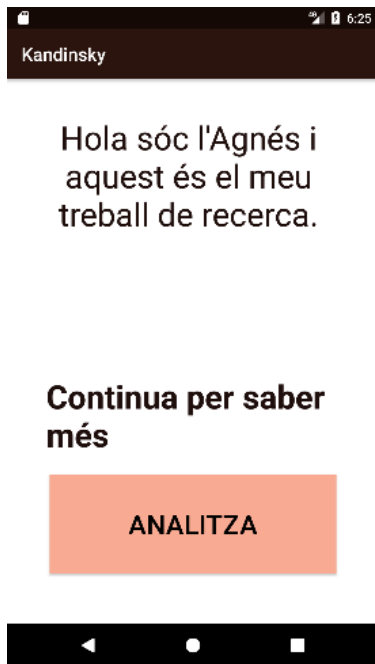 6:25
Kandinsky
Hola sóc l'Agnés i
aquest és el meu
treball de recerca.
Continua per saber
més
ANALITZA